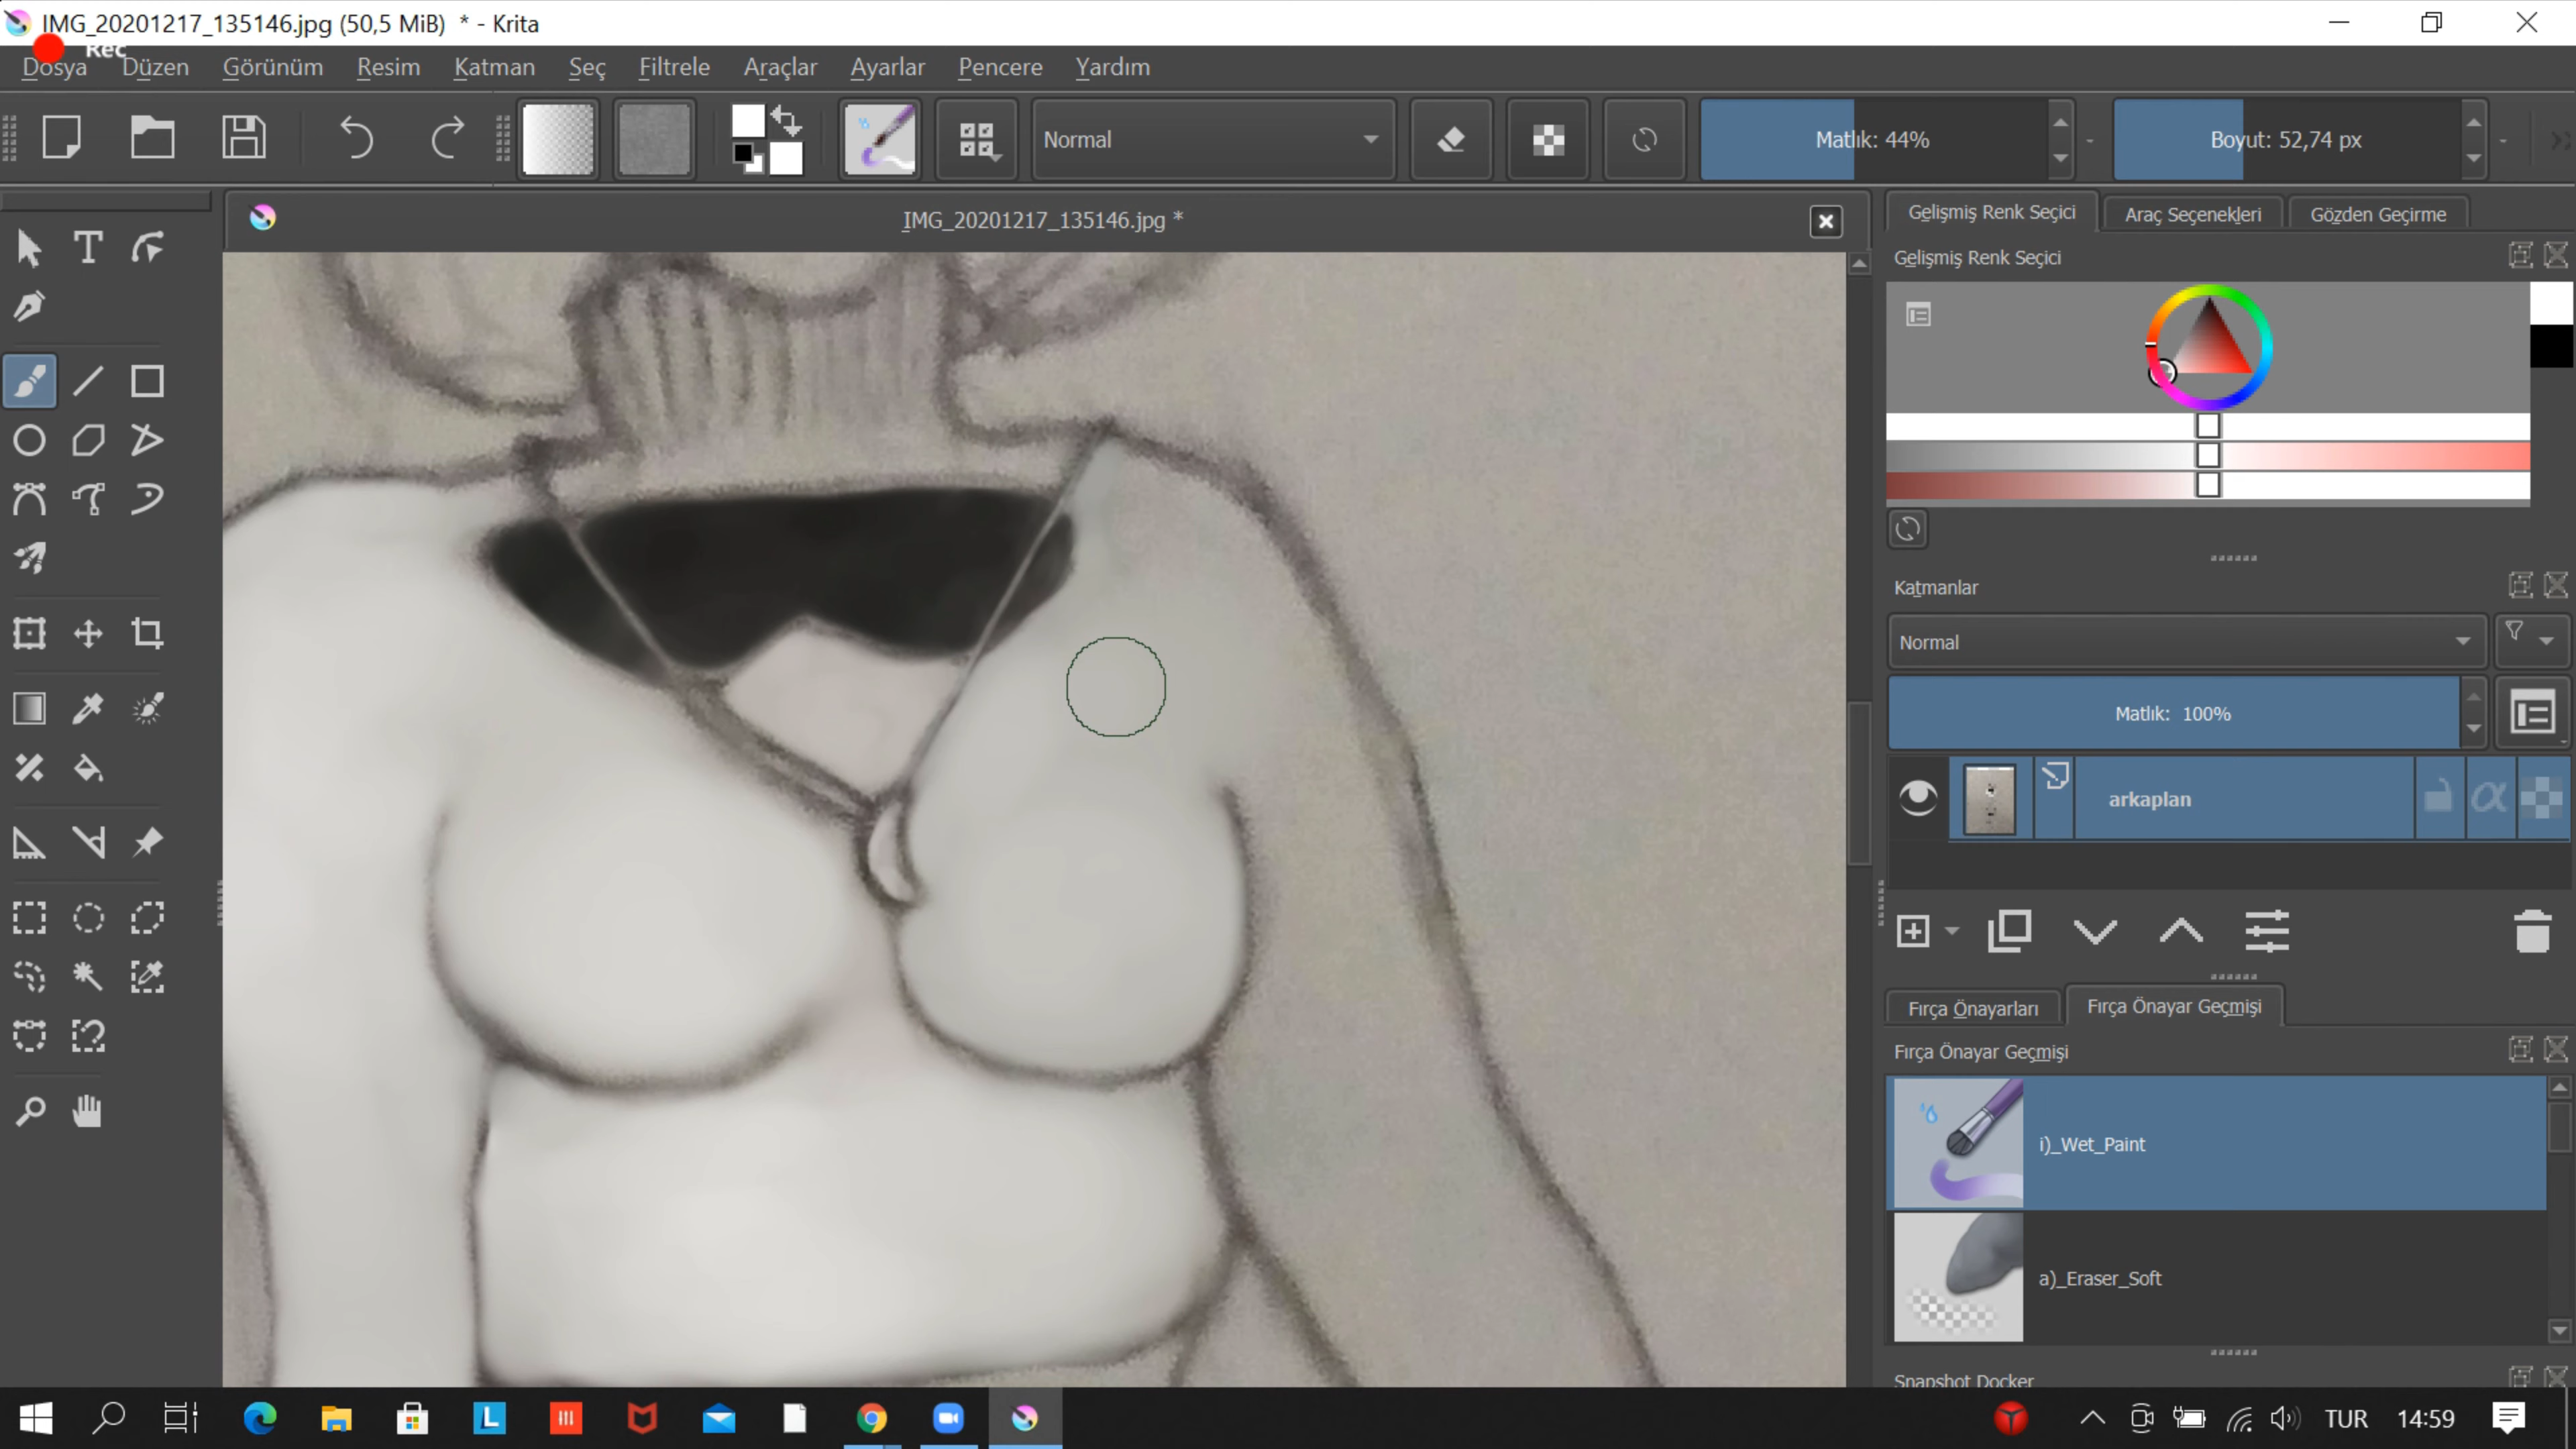 IMG_20201217_135146.jpg (50,5 MiB) * - Krita
Rec
Dosya Düzen Görünüm Resim Katman Seç Filtrele Araçlar Ayarlar Pencere Yardım
Normal Matlık: 44% Boyut: 52,74 px
IMG_20201217_135146.jpg *
Gelişmiş Renk Seçici Araç Seçenekleri Gözden Geçirme
Gelişmiş Renk Seçici
Katmanlar
Normal
Matlık: 100%
arkaplan
Fırça Önayarları Fırça Önayar Geçmişi
Fırça Önayar Geçmişi
i)_Wet_Paint
a)_Eraser_Soft
Snapshot Docker
TUR 14:59